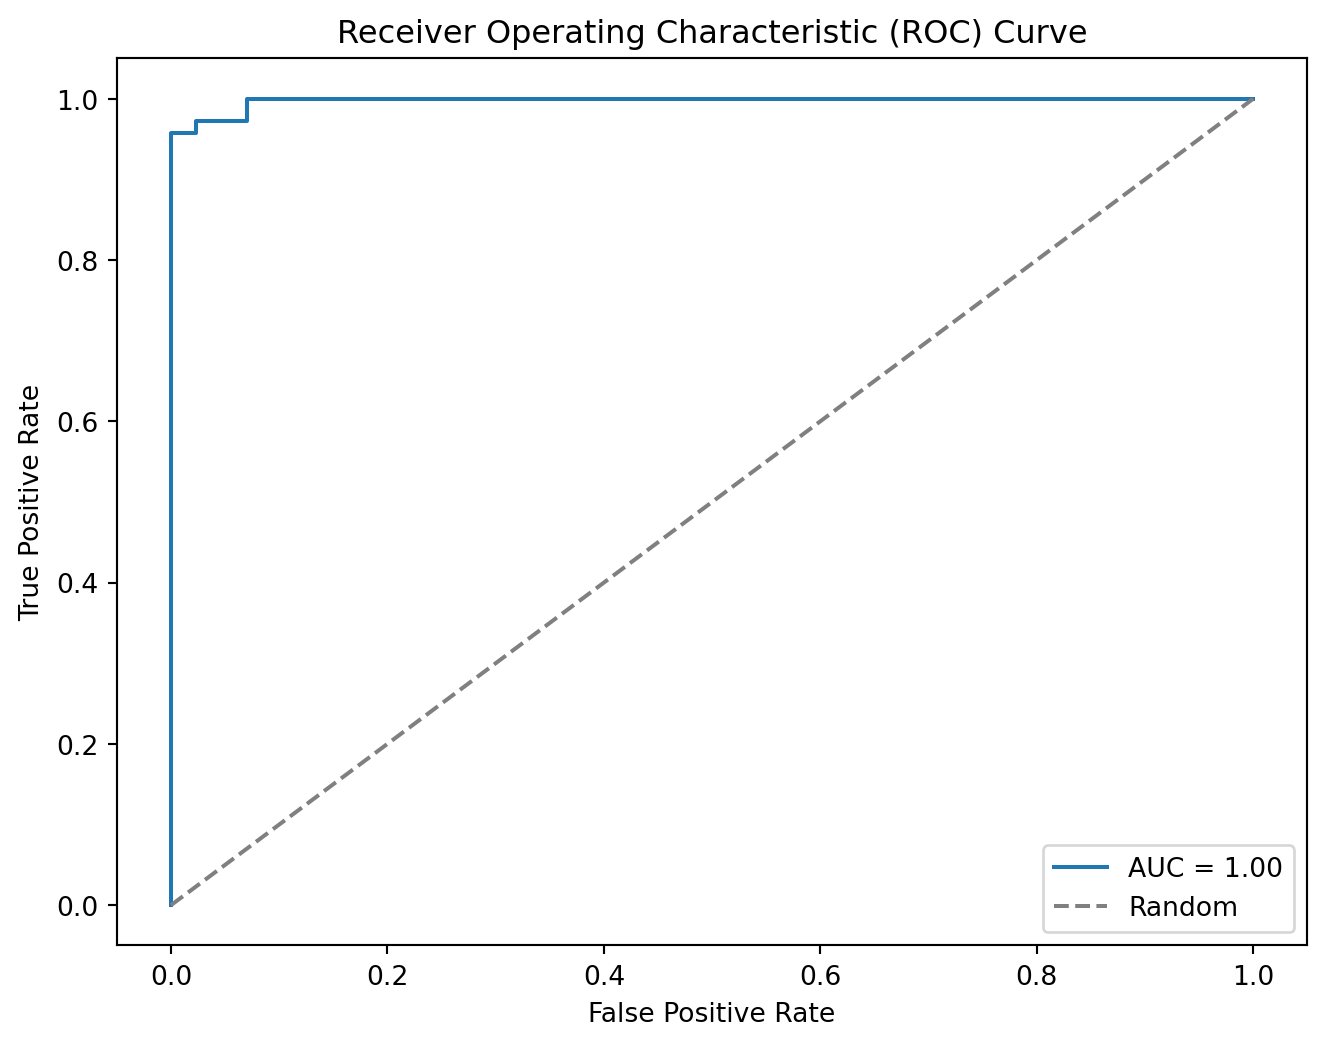 Receiver Operating Characteristic (ROC) Curve
1.0
0.8
0.6
0.4
0.2
0.0
True Positive Rate
0.0 0.2 0.4 0.6 0.8 1.0
False Positive Rate
AUC = 1.00
Random